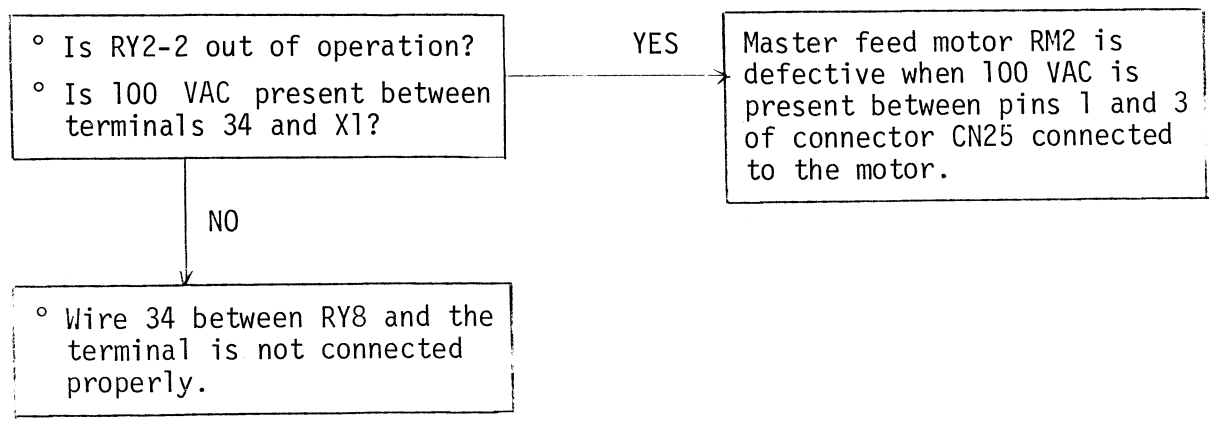 ° Is RY2-2 out of operation?
° Is 100 VAC present between
terminals 34 and X1?
YES
Master feed motor RM2 is
defective when 100 VAC is
present between pins 1 and 3
of connector CN25 connected
to the motor.
NO
° Wire 34 between RY8 and the
terminal is not connected
properly.